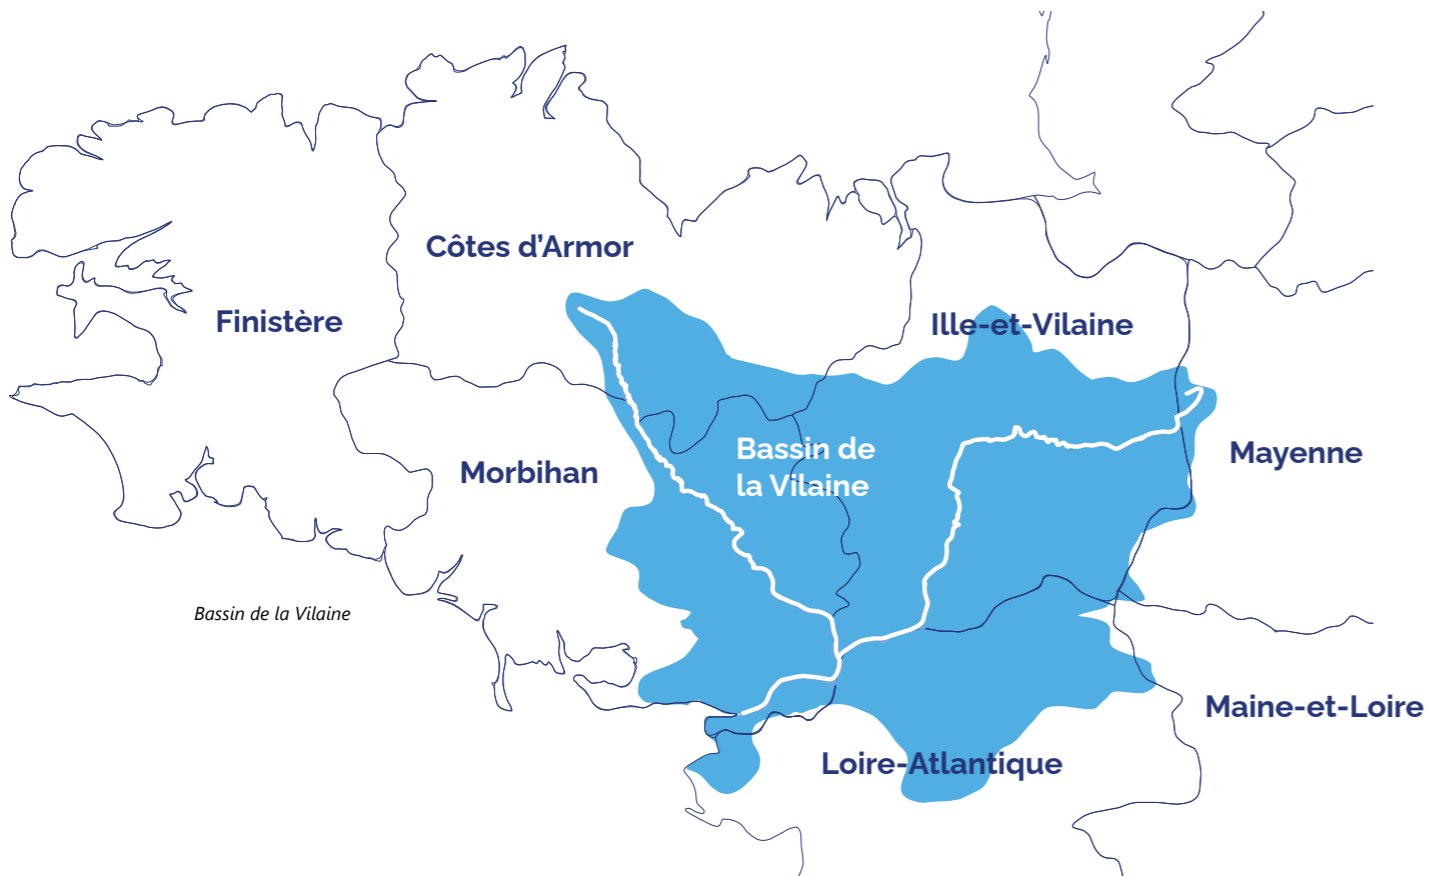 Côtes d'Armor
Finistère
Ille-et-Vilaine
Bassin de
la Vilaine
Mayenne
Morbihan
Bassin de la Vilaine
Maine-et-Loire
Loire-Atlantique